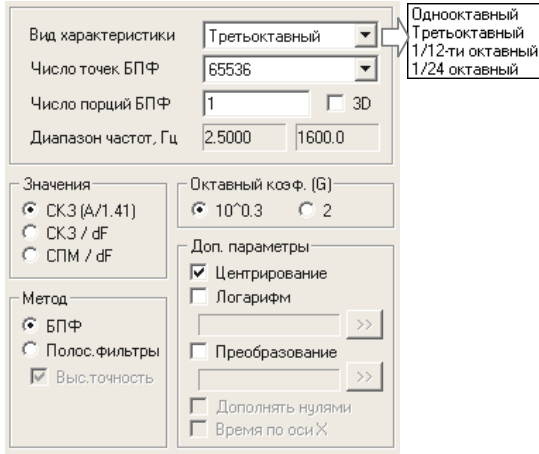 Вид характеристики Третьоктавный
Однооктавный
Третьоктавный
1/12-ти октавный
1/24 октавный
Число точек БПФ 65536
Число порций БПФ 1 3D
Диапазон частот, Гц 2.5000 1600.0
Значения
СКЗ (А/1.41)
СКЗ / dF
СПМ / dF
Октавный коэф. (G)
10^0.3 2
Метод
БПФ
Полос.фильтры
Выс.точность
Доп. параметры
Центрирование
Логарифм
>>
Преобразование
>>
Дополнять нулями
Время по оси X